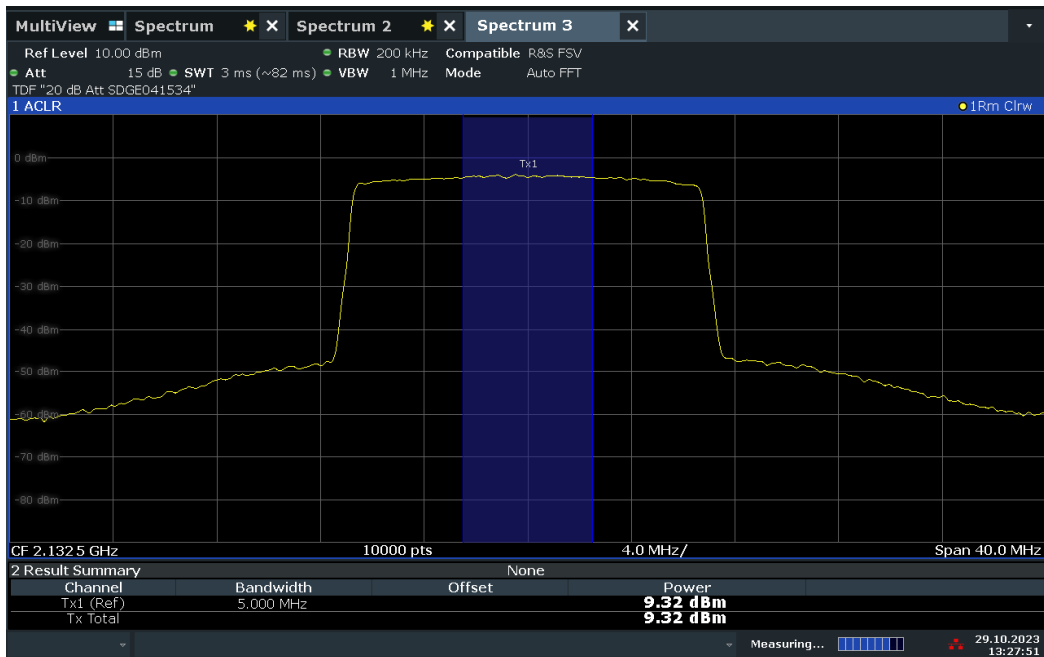 MultiView Spectrum Spectrum 2 Spectrum 3
Ref Level 10.00 dBm RBW 200 kHz Compatible R&S FSV
Att 15 dB SWT 3 ms (~82 ms) VBW 1 MHz Mode Auto FFT
TDF "20 dB Att SDGE041534"
1 ACLR 1Rm Clrw
0 dBm
Tx1
-10 dBm
-20 dBm
-30 dBm
-40 dBm
-50 dBm
-60 dBm
-70 dBm
-80 dBm
CF 2.1325 GHz 10000 pts 4.0 MHz/ Span 40.0 MHz
2 Result Summary None
Channel Bandwidth Offset Power
Tx1 (Ref) 5.000 MHz 9.32 dBm
Tx Total 9.32 dBm
Measuring... 29.10.2023
13:27:51